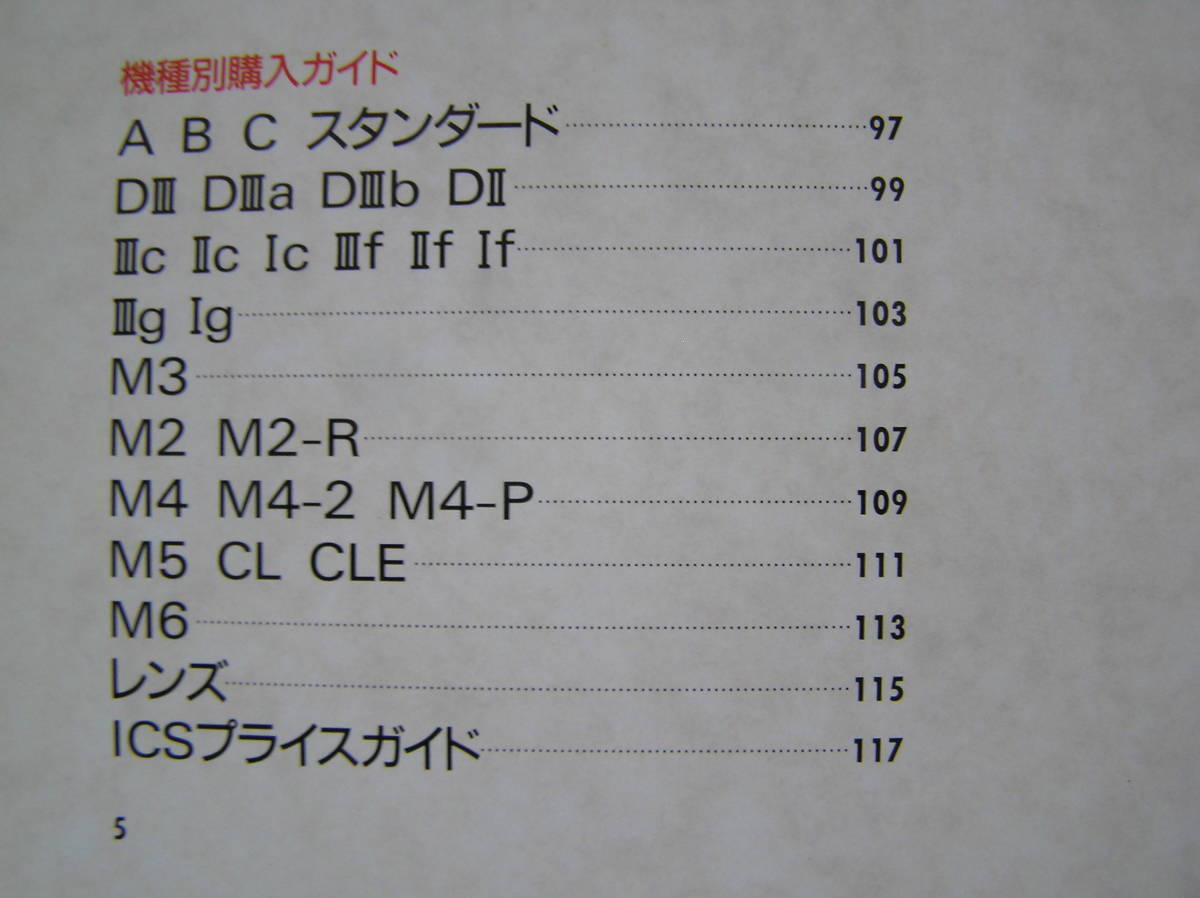 機種別購入ガイド
A B C スタンダード 97
DⅢ DⅢa DⅢb DⅡ 99
Ⅲc Ⅱc Ⅰc Ⅲf Ⅱf Ⅰf 101
Ⅲg Ⅰg 103
M3 105
M2 M2-R 107
M4 M4-2 M4-P 109
M5 CL CLE 111
M6 113
レンズ 115
ICSプライスガイド 117
5